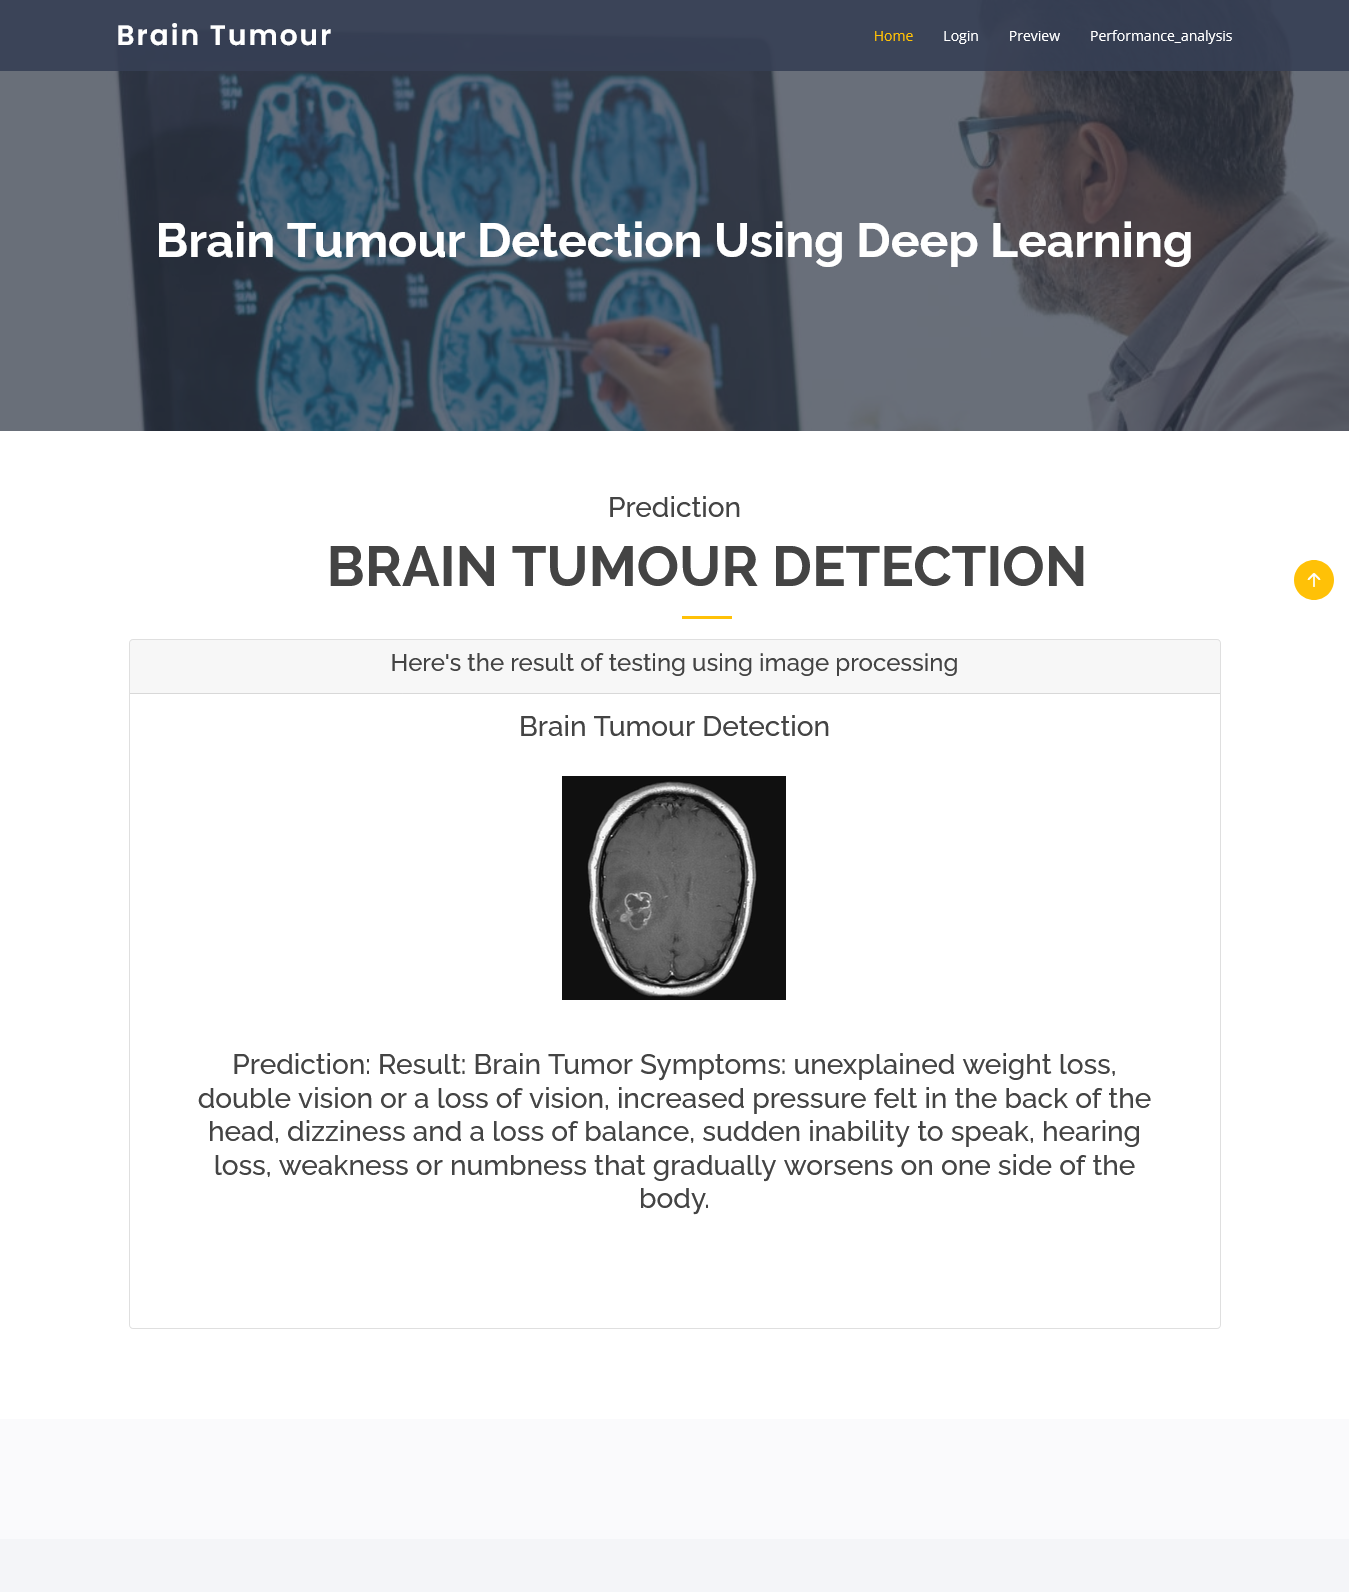 Brain Tumour
Home Login Preview Performance_analysis
Brain Tumour Detection Using Deep Learning
Prediction
BRAIN TUMOUR DETECTION
Here's the result of testing using image processing
Brain Tumour Detection
Prediction: Result: Brain Tumor Symptoms: unexplained weight loss,
double vision or a loss of vision, increased pressure felt in the back of the
head, dizziness and a loss of balance, sudden inability to speak, hearing
loss, weakness or numbness that gradually worsens on one side of the
body.